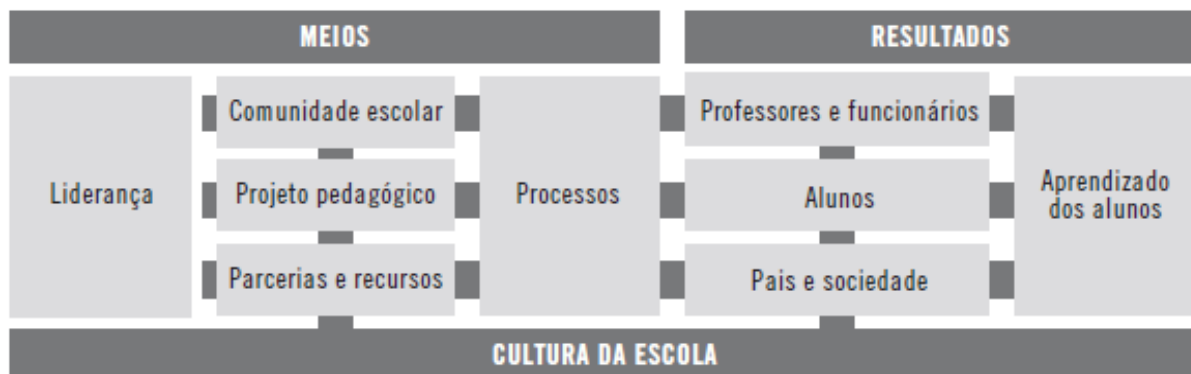 MEIOS
RESULTADOS
Liderança
Comunidade escolar
Projeto pedagógico
Parcerias e recursos
Processos
Professores e funcionários
Alunos
Pais e sociedade
Aprendizado
dos alunos
CULTURA DA ESCOLA